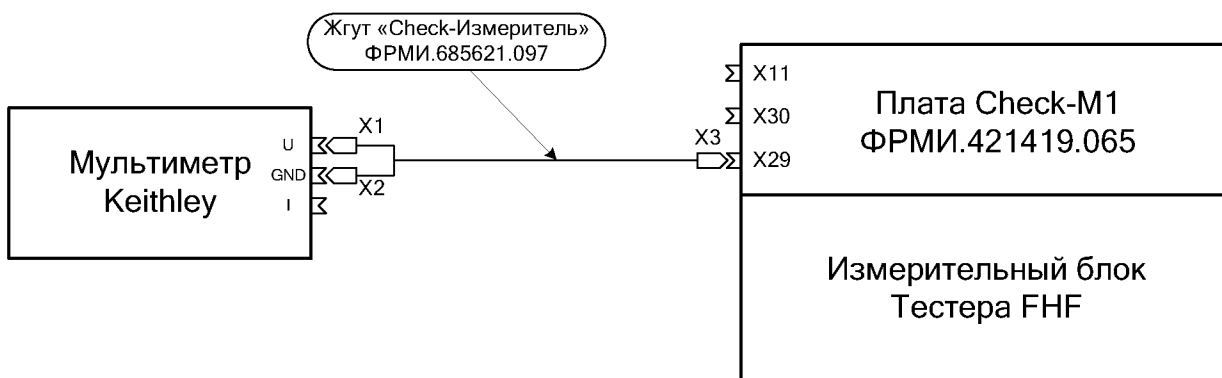 Жгут «Check-Измеритель»
ФРМИ.685621.097
Мультиметр
Keithley
U
GND
I
X1
X2
X3
X11
X30
X29
Плата Check-M1
ФРМИ.421419.065
Измерительный блок
Тестера FHF